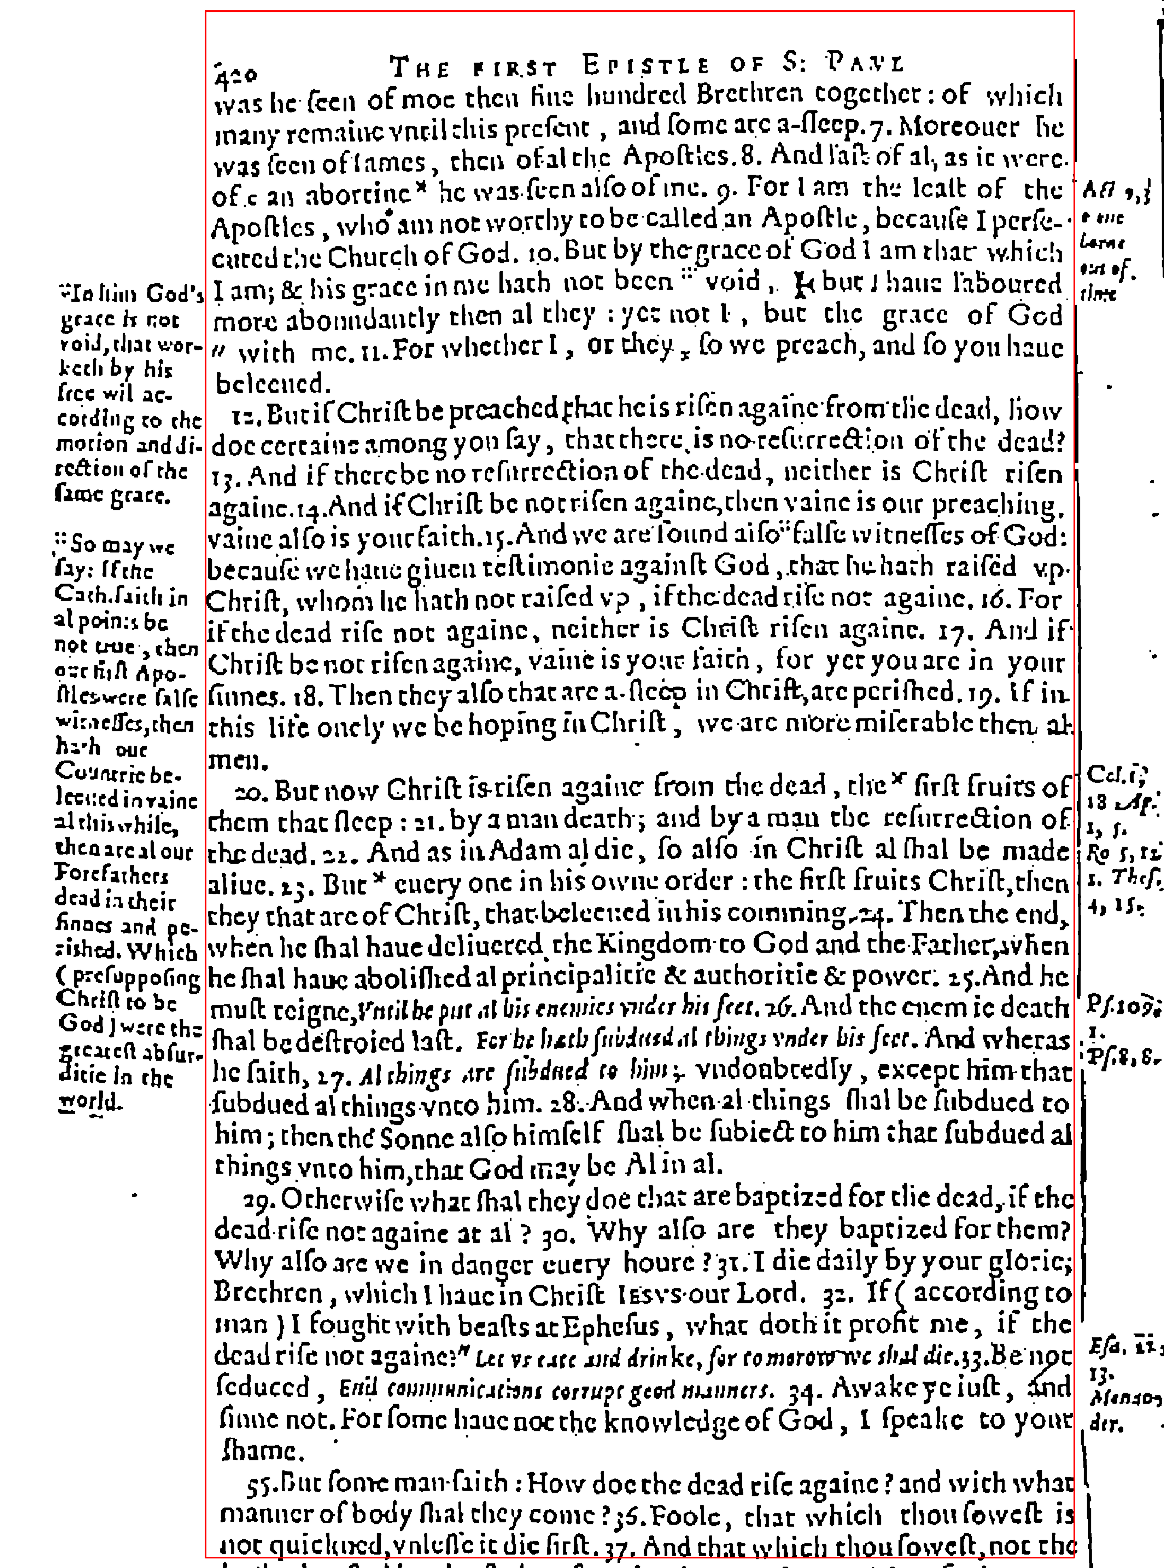 420 THE FIRST EPISTLE OF S: PAVL
was he ſeen of moe then fiue hundred Brethren together: of which
many remaine vntil this preſent, and ſome are a-ſleep. 7. Moreouer he
was ſeen of Iames, then of al the Apoſtles. 8. And laſt of al, as it were
of an abortiue * he was ſeen alſo of me. 9. For I am the leaſt of the
Apoſtles, who am not worthy to be called an Apoſtle, becauſe I perſe-
cuted the Church of God. 10. But by the grace of God I am that which
I am; & his grace in me hath not been :: void, but I haue laboured
more aboundantly then al they: yet not I, but the grace of God
" with me. 11. For whether I, or they, ſo we preach, and ſo you haue
beleeued.
12. But if Chriſt be preached that he is riſen againe from the dead, how
doe certaine among you ſay, that there is no reſurrection of the dead?
13. And if there be no reſurrection of the dead, neither is Chriſt riſen
againe. 14. And if Chriſt be not riſen againe, then vaine is our preaching,
vaine alſo is your faith. 15. And we are found alſo :: falſe witneſſes of God:
becauſe we haue giuen teſtimonie againſt God, that he hath raiſed vp
Chriſt, whom he hath not raiſed vp, if the dead riſe not againe. 16. For
if the dead riſe not againe, neither is Chriſt riſen againe. 17. And if
Chriſt be not riſen againe, vaine is your faith, for yet you are in your
ſinnes. 18. Then they alſo that are a-ſleep in Chriſt, are periſhed. 19. If in
this life onely we be hoping in Chriſt, we are more miſerable then al
men.
20. But now Chriſt is riſen againe from the dead, the * firſt fruits of
them that ſleep: 21. by a man death; and by a man the reſurrection of
the dead. 22. And as in Adam al die, ſo alſo in Chriſt al ſhal be made
aliue. 23. But * euery one in his owne order: the firſt fruits Chriſt, then
they that are of Chriſt, that beleeued in his comming. 24. Then the end,
when he ſhal haue deliuered the Kingdom to God and the Father, when
he ſhal haue aboliſhed al principalitie & authoritie & power. 25. And he
muſt reigne, Vntil he put al his enemies vnder his feet. 26. And the enemie death
ſhal be deſtroied laſt. For he hath ſubdued al things vnder his feet. And wheras
he ſaith, 27. Al things are ſubdued to him; vndoubtedly, except him that
ſubdued al things vnto him. 28. And when al things ſhal be ſubdued to
him; then the Sonne alſo himſelf ſhal be ſubiect to him that ſubdued al
things vnto him, that God may be Al in al.
29. Otherwiſe what ſhal they doe that are baptized for the dead, if the
dead riſe not againe at al? 30. Why alſo are they baptized for them?
Why alſo are we in danger euery houre? 31. I die daily by your glorie,
Brethren, which I haue in Chriſt IESVS our Lord. 32. If (according to
man) I fought with beaſts at Epheſus, what doth it profit me, if the
dead riſe not againe? * Let vs eate and drinke, for tomorow we shal die. 33. Be not
ſeduced, Euil communications corrupt good manners. 34. Awake ye iuſt, and
ſinne not. For ſome haue not the knowledge of God, I ſpeake to your
ſhame.
35. But ſome man ſaith: How doe the dead riſe againe? and with what
manner of body ſhal they come? 36. Foole, that which thou ſoweſt is
not quickned, vnleſſe it die firſt. 37. And that which thou ſoweſt, not the
:: In him God's
grace is not
void, that wor-
keth by his
free wil ac-
cording to the
motion and di-
rection of the
ſame grace.
:: So may we
ſay: If the
Cath. faith in
al points be
not true, then
our firſt Apo-
ſtles were falſe
witneſſes, then
hath our
Countrie be-
leeued in vaine
al this while,
then are al our
Forefathers
dead in their
ſinnes and pe-
rished. Which
(preſuppoſing
Chriſt to be
God) were the
greateſt abſur-
ditie in the
world.
Act 9, 3
borne
out of
time
Col. 1,
18 Ap.
1, 5.
Ro 5, 12
1. Theſ.
4, 15.
Pſ. 109,
1.
Pſ. 8, 8.
Eſa. 22,
13.
Menan-
der.